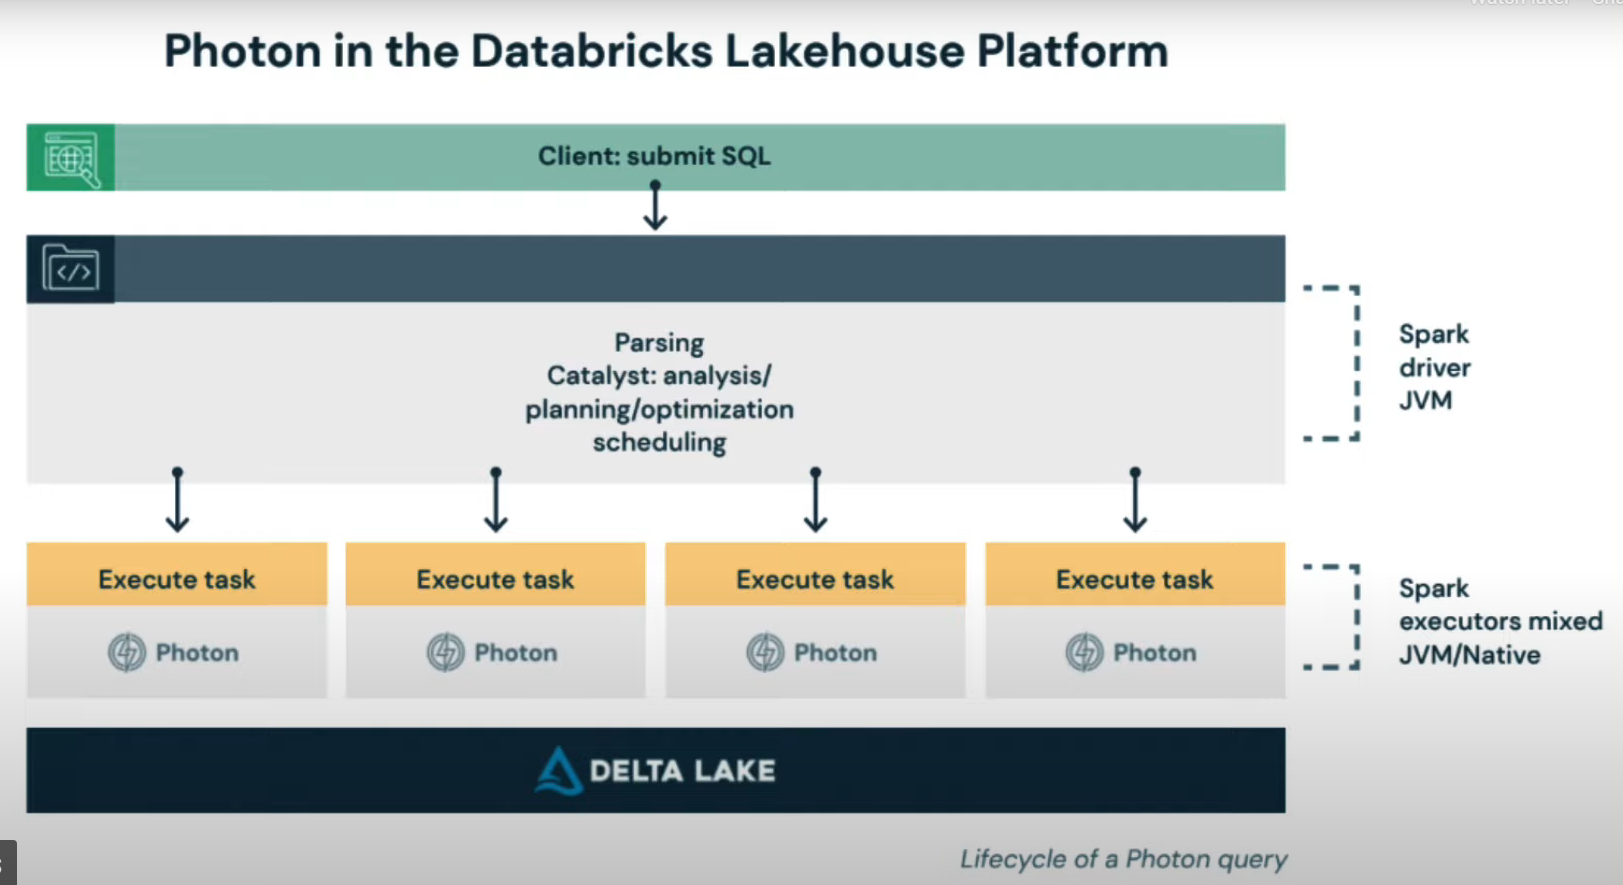 Photon in the Databricks Lakehouse Platform
Client: submit SQL
</>
Parsing
Catalyst: analysis/
planning/optimization
scheduling
Spark
driver
JVM
Execute task
Execute task
Execute task
Execute task
Photon
Photon
Photon
Photon
Spark
executors mixed
JVM/Native
DELTA LAKE
Lifecycle of a Photon query